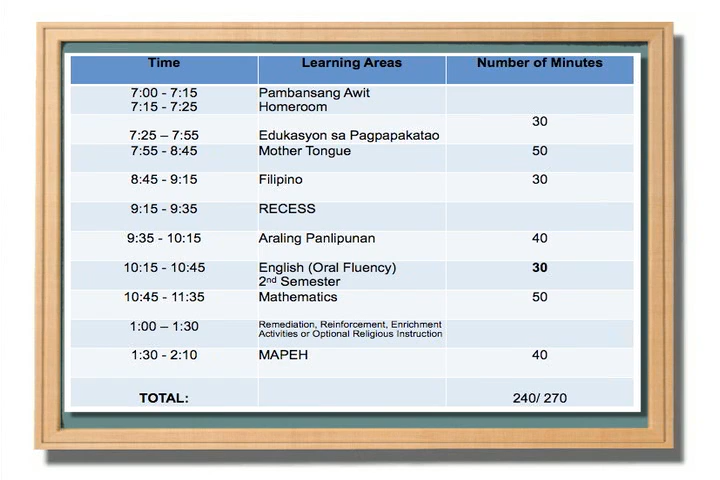 Time Learning Areas Number of Minutes
7:00 - 7:15 Pambansang Awit
7:15 - 7:25 Homeroom
30
7:25 – 7:55 Edukasyon sa Pagpapakatao
7:55 - 8:45 Mother Tongue 50
8:45 - 9:15 Filipino 30
9:15 - 9:35 RECESS
9:35 - 10:15 Araling Panlipunan 40
10:15 - 10:45 English (Oral Fluency) 30
2nd Semester
10:45 - 11:35 Mathematics 50
1:00 – 1:30 Remediation, Reinforcement, Enrichment
Activities or Optional Religious Instruction
1:30 - 2:10 MAPEH 40
TOTAL: 240/ 270